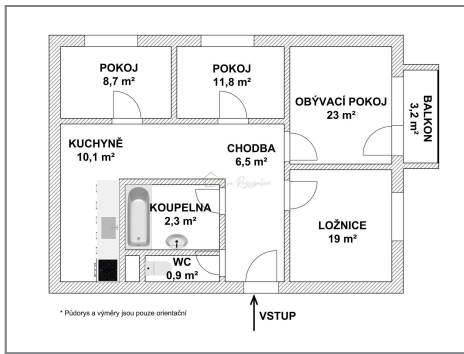 POKOJ
8,7 m²
POKOJ
11,8 m²
OBÝVACÍ POKOJ
23 m²
BALKON
3,2 m²
KUCHYNĚ
10,1 m²
CHODBA
6,5 m²
KOUPELNA
2,3 m²
LOŽNICE
19 m²
WC
0,9 m²
* Půdorys a výměry jsou pouze orientační
VSTUP